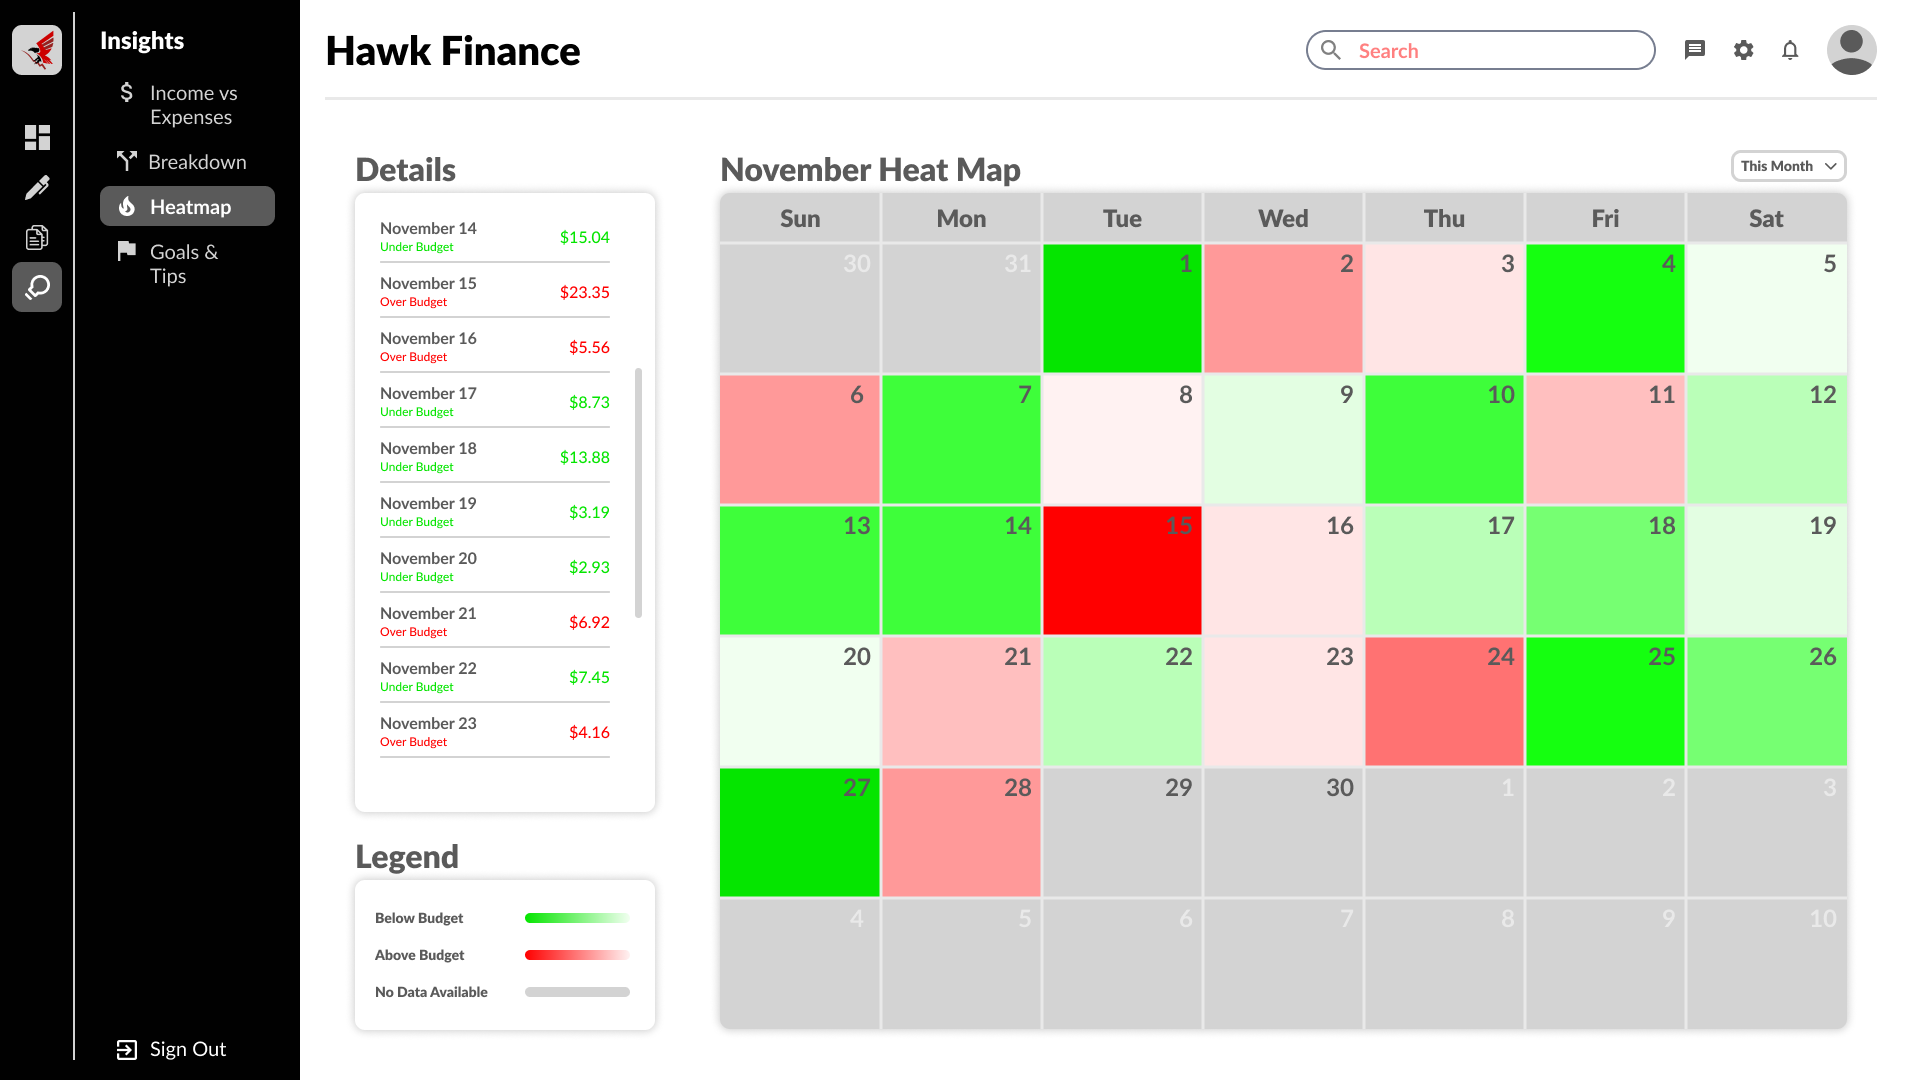 Insights
$ Income vs
Expenses
Breakdown
Heatmap
Goals &
Tips
Sign Out
Hawk Finance
Search
Details
November 14
Under Budget
$15.04
November 15
Over Budget
$23.35
November 16
Over Budget
$5.56
November 17
Under Budget
$8.73
November 18
Under Budget
$13.88
November 19
Under Budget
$3.19
November 20
Under Budget
$2.93
November 21
Over Budget
$6.92
November 22
Under Budget
$7.45
November 23
Over Budget
$4.16
Legend
Below Budget
Above Budget
No Data Available
November Heat Map
This Month
Sun Mon Tue Wed Thu Fri Sat
30 31 1 2 3 4 5
6 7 8 9 10 11 12
13 14 15 16 17 18 19
20 21 22 23 24 25 26
27 28 29 30 1 2 3
4 5 6 7 8 9 10